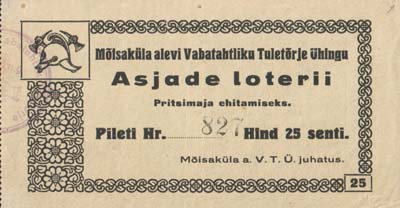 Mõisaküla alevi Vabatahtliku Tuletõrje ühingu
Asjade loterii
Pritsimaja ehitamiseks.
Pileti Nr. 827 Hind 25 senti.
Mõisaküla a. V. T. Ü. juhatus.
25